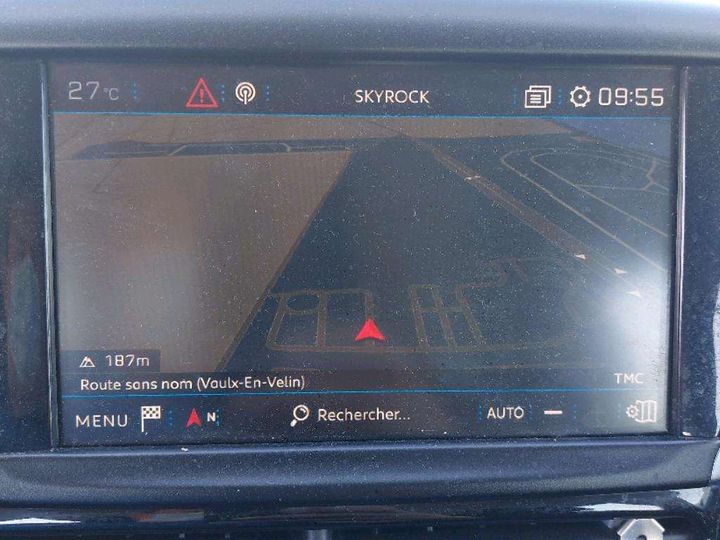 27°C SKYROCK 09:55
187m
Route sans nom (Vaulx-En-Velin) TMC
MENU N Rechercher... AUTO